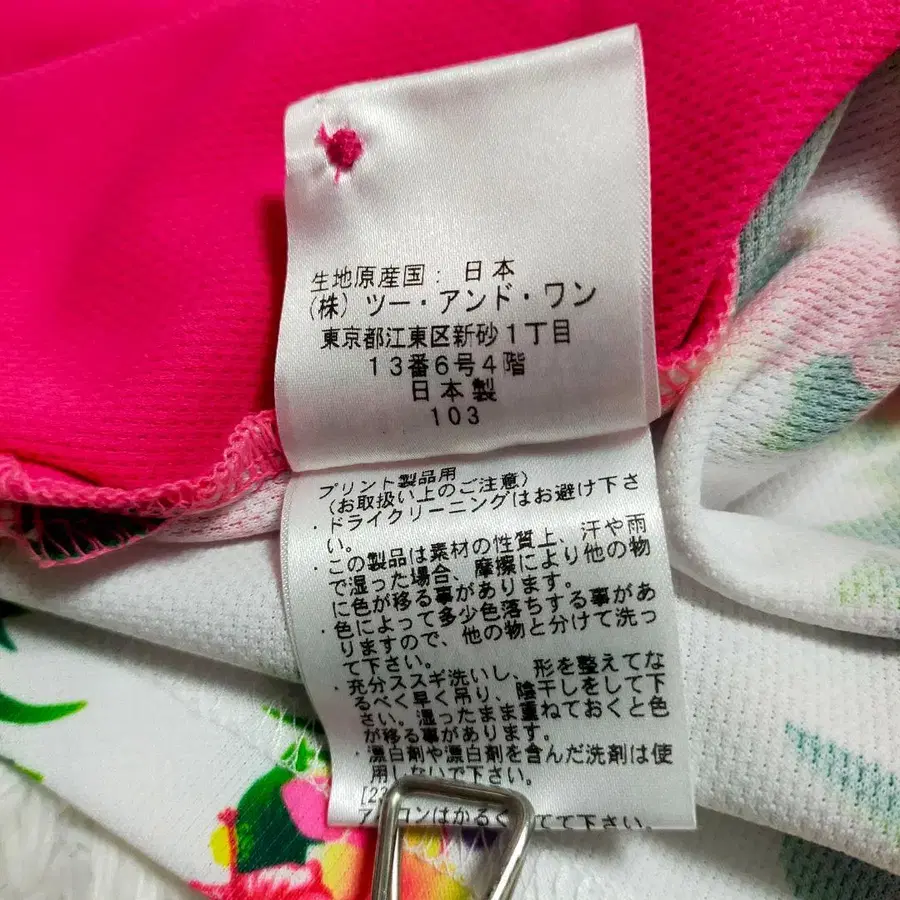 生地原産国: 日本
(株) ツー・アンド・ワン
東京都江東区新砂1丁目
13番6号4階
日本製
103
プリント製品用
(お取扱い上のご注意)
・ドライクリーニングはお避け下さ
い。
・この製品は素材の性質上、汗や雨
で湿った場合、摩擦により他の物
に色が移る事があります。
・色によって多少色落ちする事があ
りますので、他の物と分けて洗っ
て下さい。
・充分ススギ洗いし、形を整えてな
るべく早く吊り、陰干しをして下
さい。湿ったまま重ねておくと色
が移る事があります。
・漂白剤や漂白剤を含んだ洗剤は使
用しないで下さい。